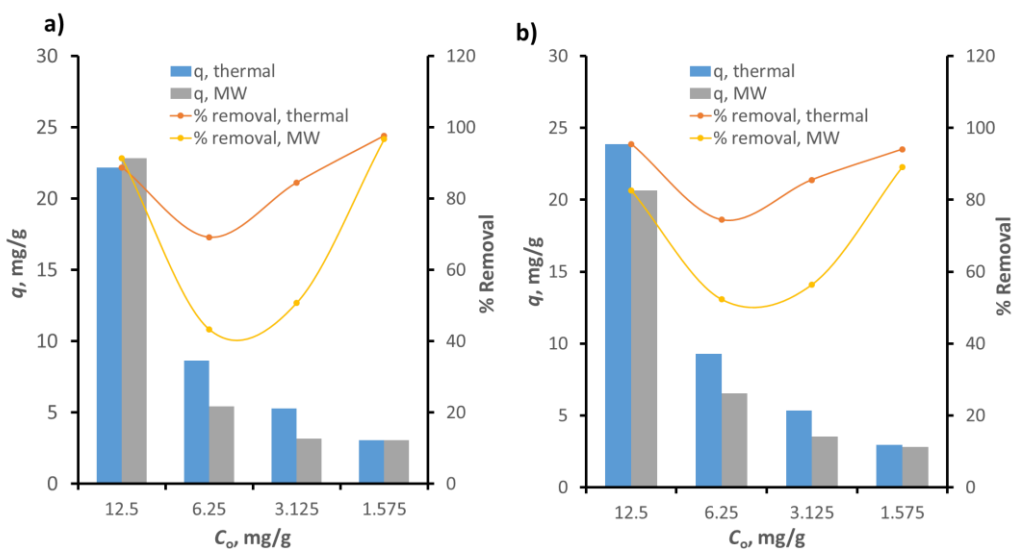 a)
30
25
20
15
10
5
0
q, mg/g
q, thermal
q, MW
% removal, thermal
% removal, MW
120
100
80
60
40
20
0
% Removal
12.5 6.25 3.125 1.575
Co, mg/g
b)
30
25
20
15
10
5
0
q, mg/g
q, thermal
q, MW
% removal, thermal
% removal, MW
120
100
80
60
40
20
0
% Removal
12.5 6.25 3.125 1.575
Co, mg/g